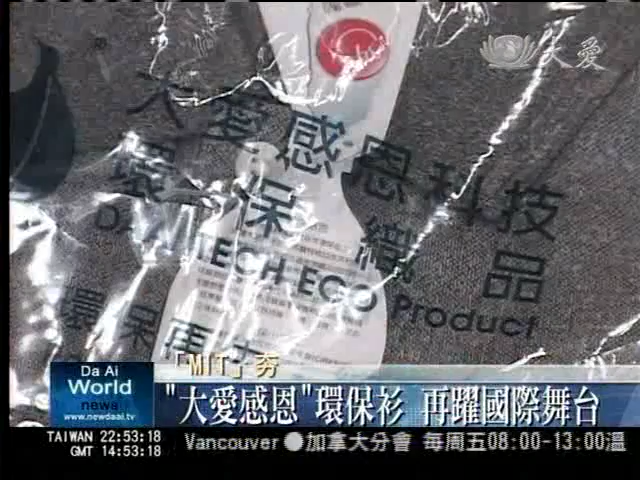 大愛
大愛感恩科技
環保織品
DA.AI TECH ECO Product
「MIT」夯
Da Ai
World
news
www.newdaai.tv
"大愛感恩"環保衫 再躍國際舞台
TAIWAN 22:53:18
GMT 14:53:18
Vancouver ●加拿大分會 每周五08:00-13:00溫